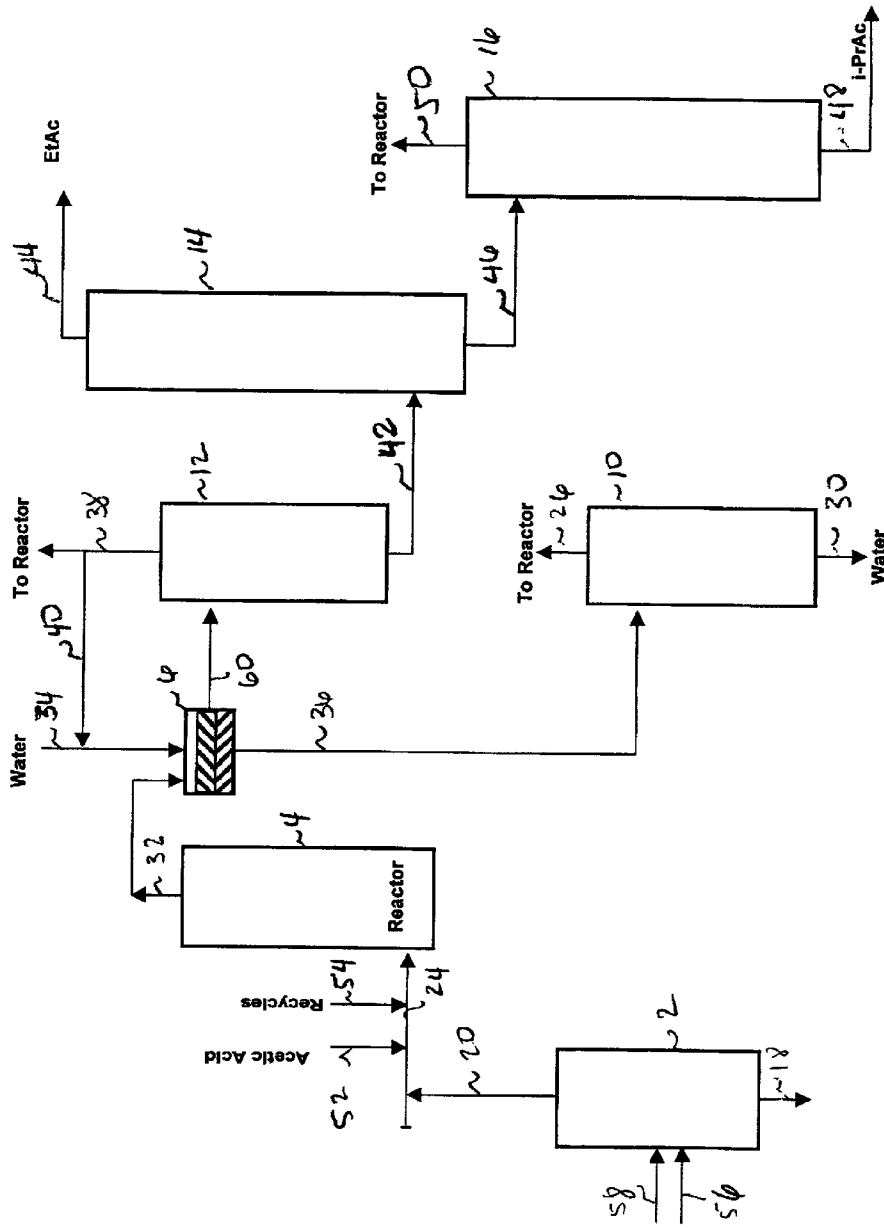 16
50
To Reactor
i-PrAc
48
EtAc
44
14
46
To Reactor
38
12
42
40
Water
34
6
60
36
To Reactor
26
10
30
Water
32
4
Reactor
Recycles
54
24
Acetic Acid
52
20
2
18
58
56